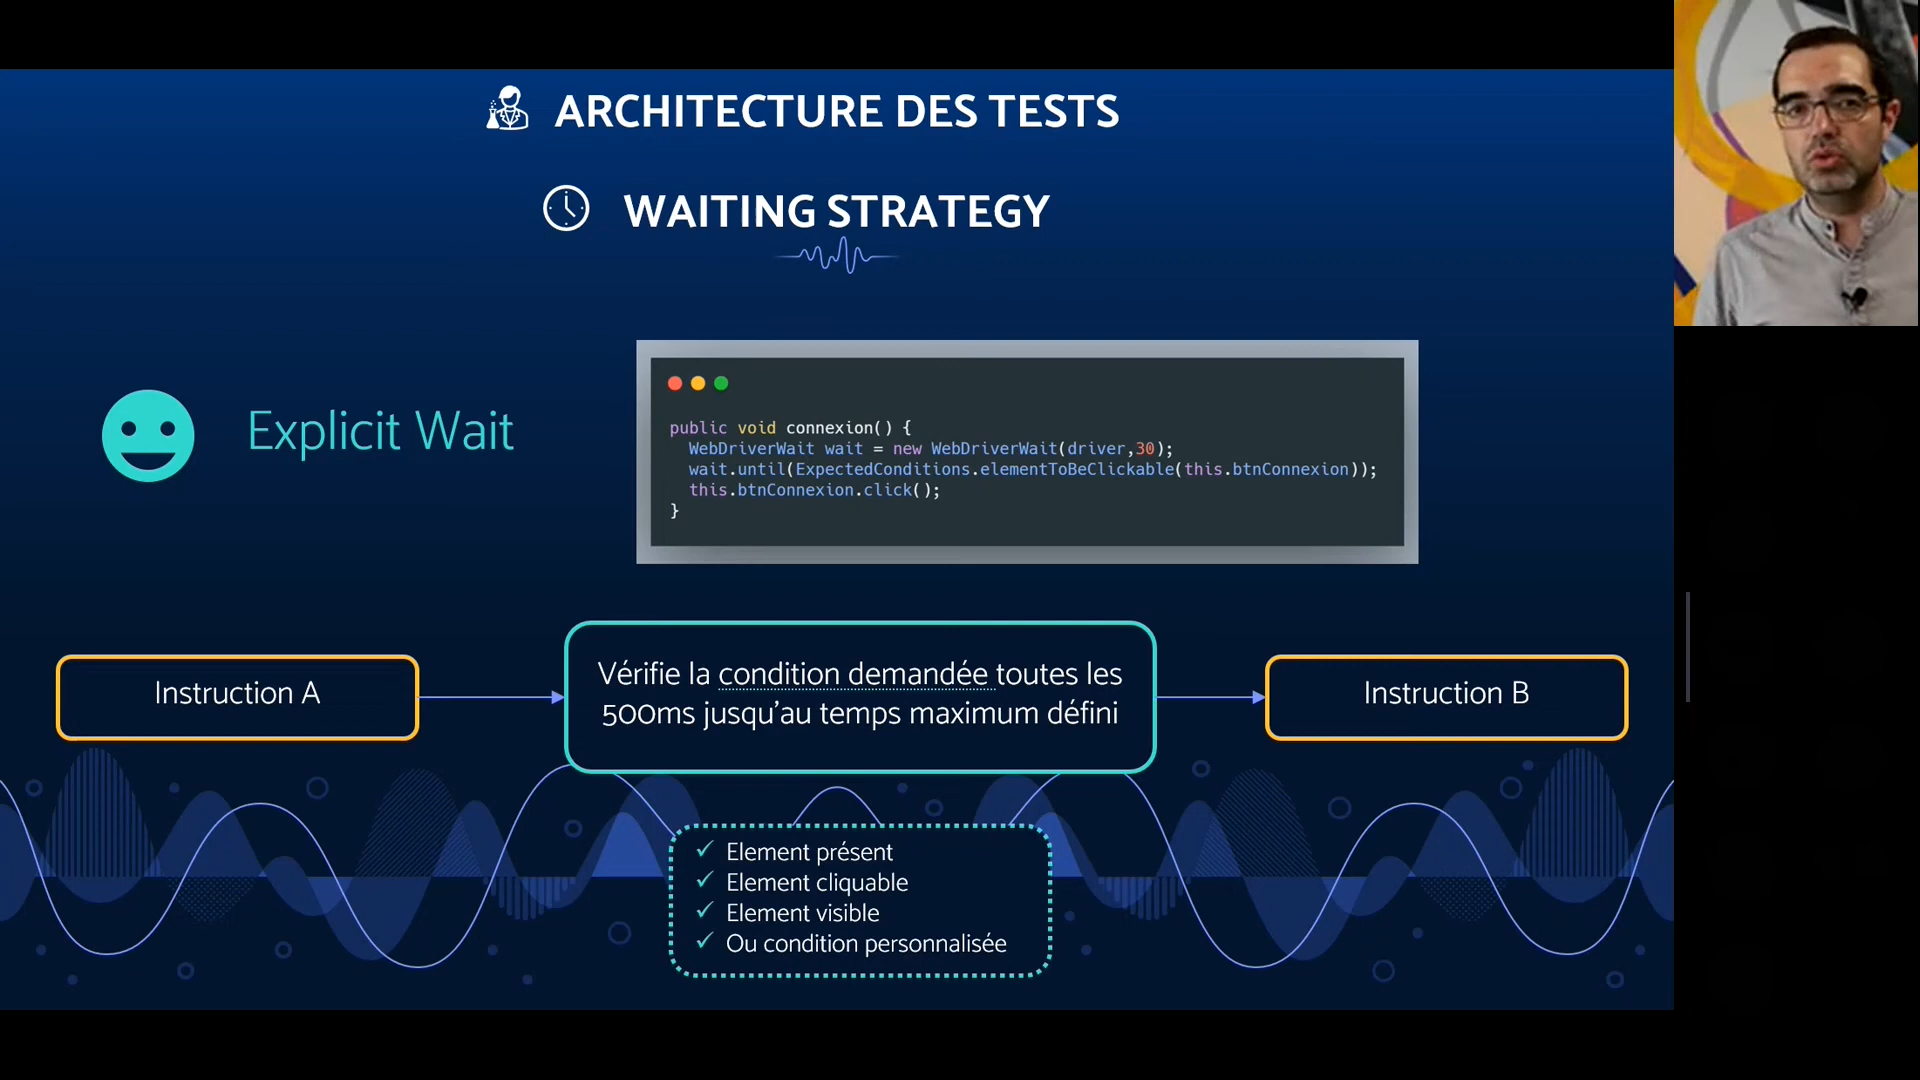 ARCHITECTURE DES TESTS
WAITING STRATEGY
Explicit Wait
public void connexion() {
WebDriverWait wait = new WebDriverWait(driver,30);
wait.until(ExpectedConditions.elementToBeClickable(this.btnConnexion));
this.btnConnexion.click();
}
Instruction A
Vérifie la condition demandée toutes les
500ms jusqu'au temps maximum défini
Instruction B
✓ Element présent
✓ Element cliquable
✓ Element visible
✓ Ou condition personnalisée